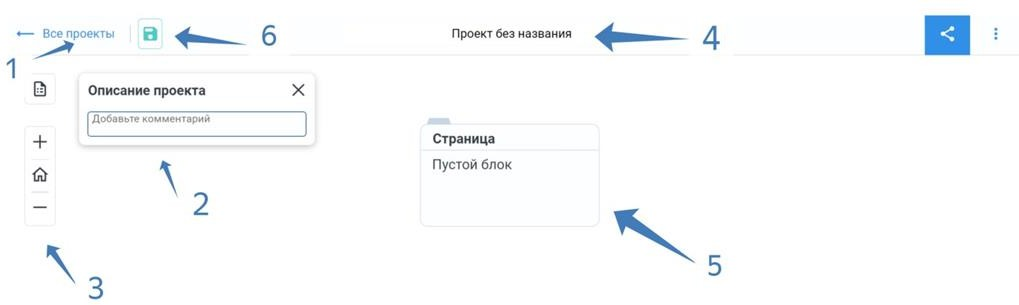 Все проекты
6
Проект без названия
4
1
Описание проекта
Добавьте комментарий
Страница
Пустой блок
2
5
3